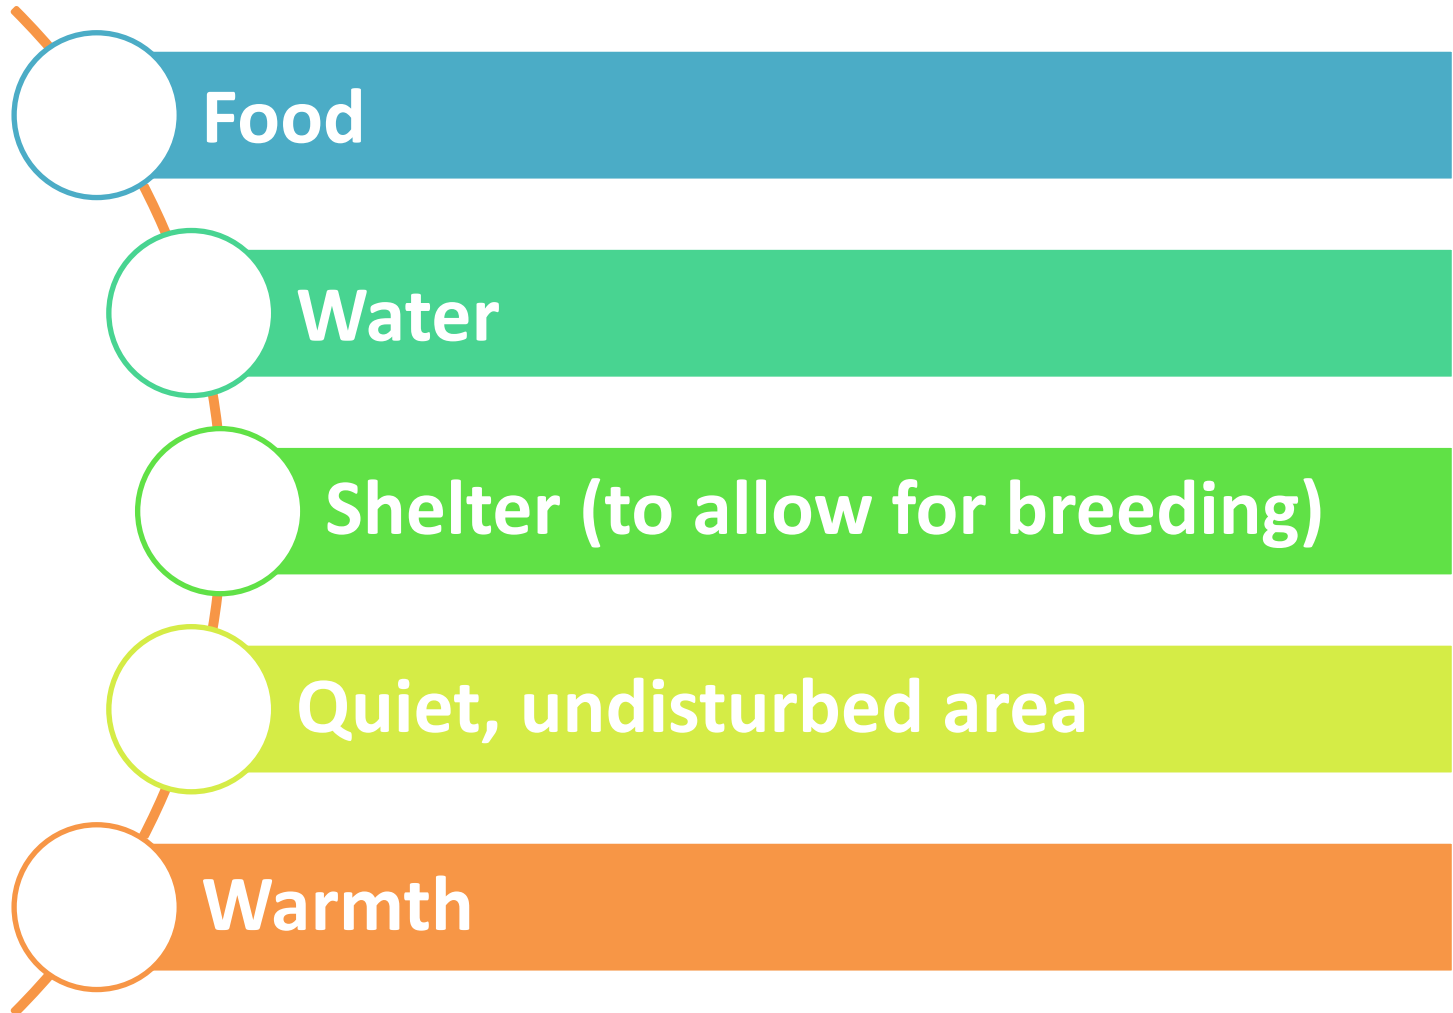 Food
Water
Shelter (to allow for breeding)
Quiet, undisturbed area
Warmth